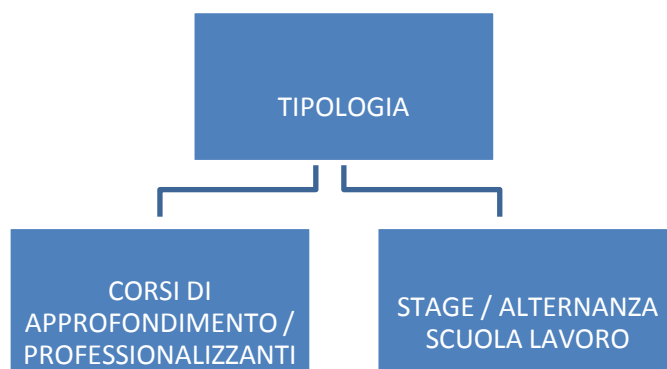 TIPOLOGIA
CORSI DI
APPROFONDIMENTO /
PROFESSIONALIZZANTI
STAGE / ALTERNANZA
SCUOLA LAVORO